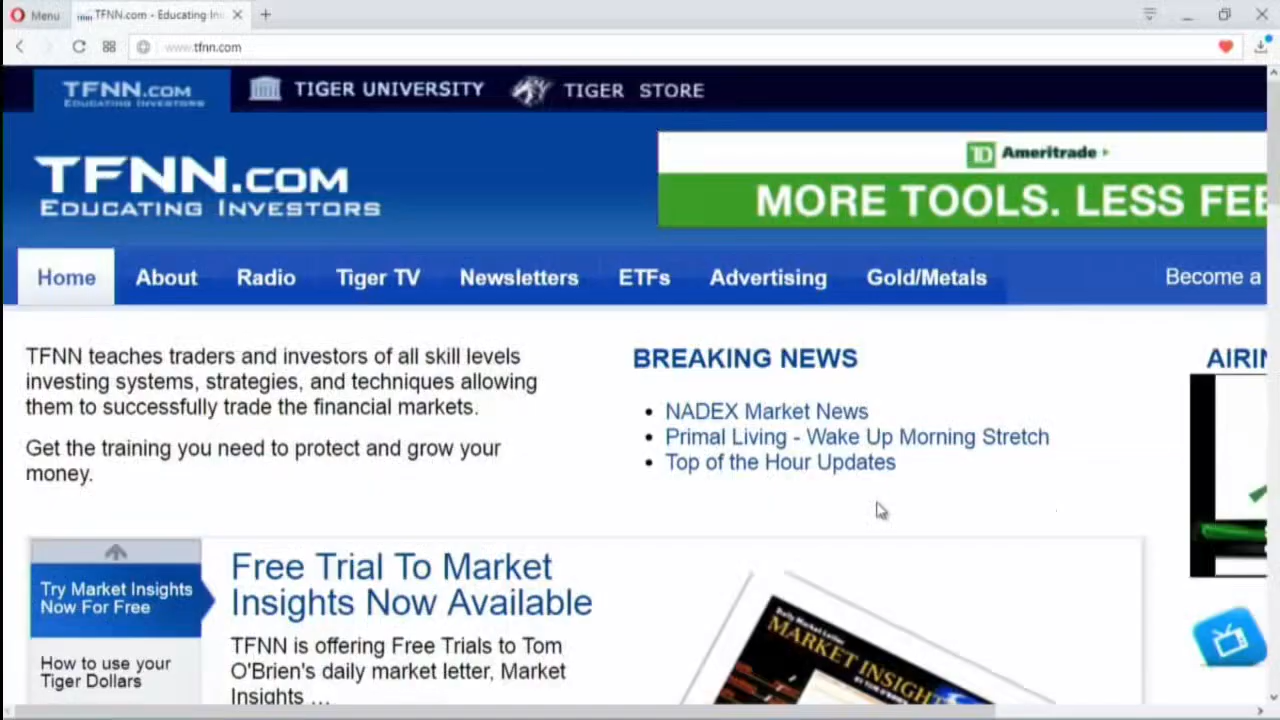 Menu
TFNN.com - Educating In
www.tfnn.com
TFNN.COM
EDUCATING INVESTORS
TIGER UNIVERSITY
TIGER STORE
TFNN.COM
EDUCATING INVESTORS
TD Ameritrade
MORE TOOLS. LESS FEE
Home
About
Radio
Tiger TV
Newsletters
ETFs
Advertising
Gold/Metals
Become a
TFNN teaches traders and investors of all skill levels
investing systems, strategies, and techniques allowing
them to successfully trade the financial markets.
Get the training you need to protect and grow your
money.
BREAKING NEWS
NADEX Market News
Primal Living - Wake Up Morning Stretch
Top of the Hour Updates
AIRIN
Try Market Insights
Now For Free
How to use your
Tiger Dollars
Free Trial To Market
Insights Now Available
TFNN is offering Free Trials to Tom
O'Brien's daily market letter, Market
Insights ...
Daily Market Letter
MARKET INSIGH